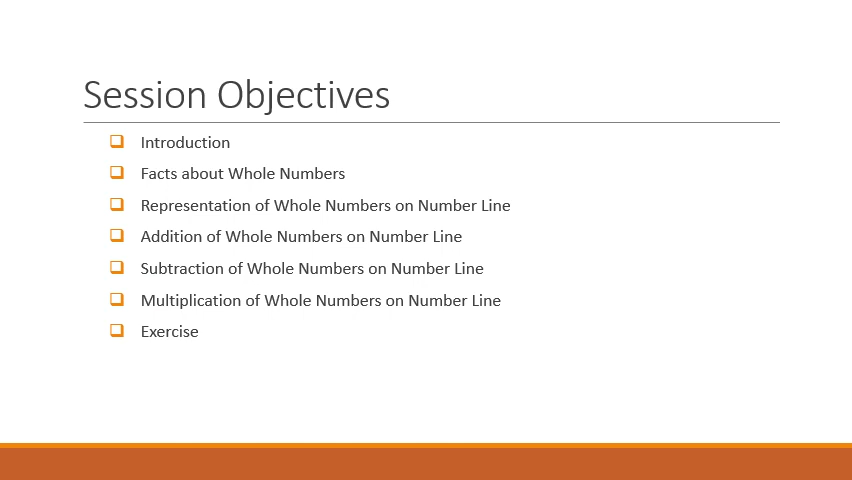 Session Objectives
Introduction
Facts about Whole Numbers
Representation of Whole Numbers on Number Line
Addition of Whole Numbers on Number Line
Subtraction of Whole Numbers on Number Line
Multiplication of Whole Numbers on Number Line
Exercise